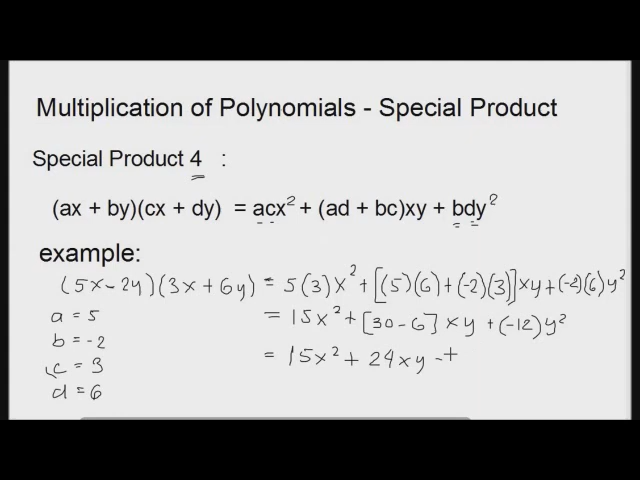 Multiplication of Polynomials - Special Product
Special Product 4 :
(ax + by)(cx + dy) = acx² + (ad + bc)xy + bdy²
example:
(5x - 2y)(3x + 6y) = 5(3)x² + [(5)(6) + (-2)(3)]xy + (-2)(6)y²
a = 5
= 15x² + [30 - 6]xy + (-12)y²
b = -2
= 15x² + 24xy - +
c = 3
d = 6